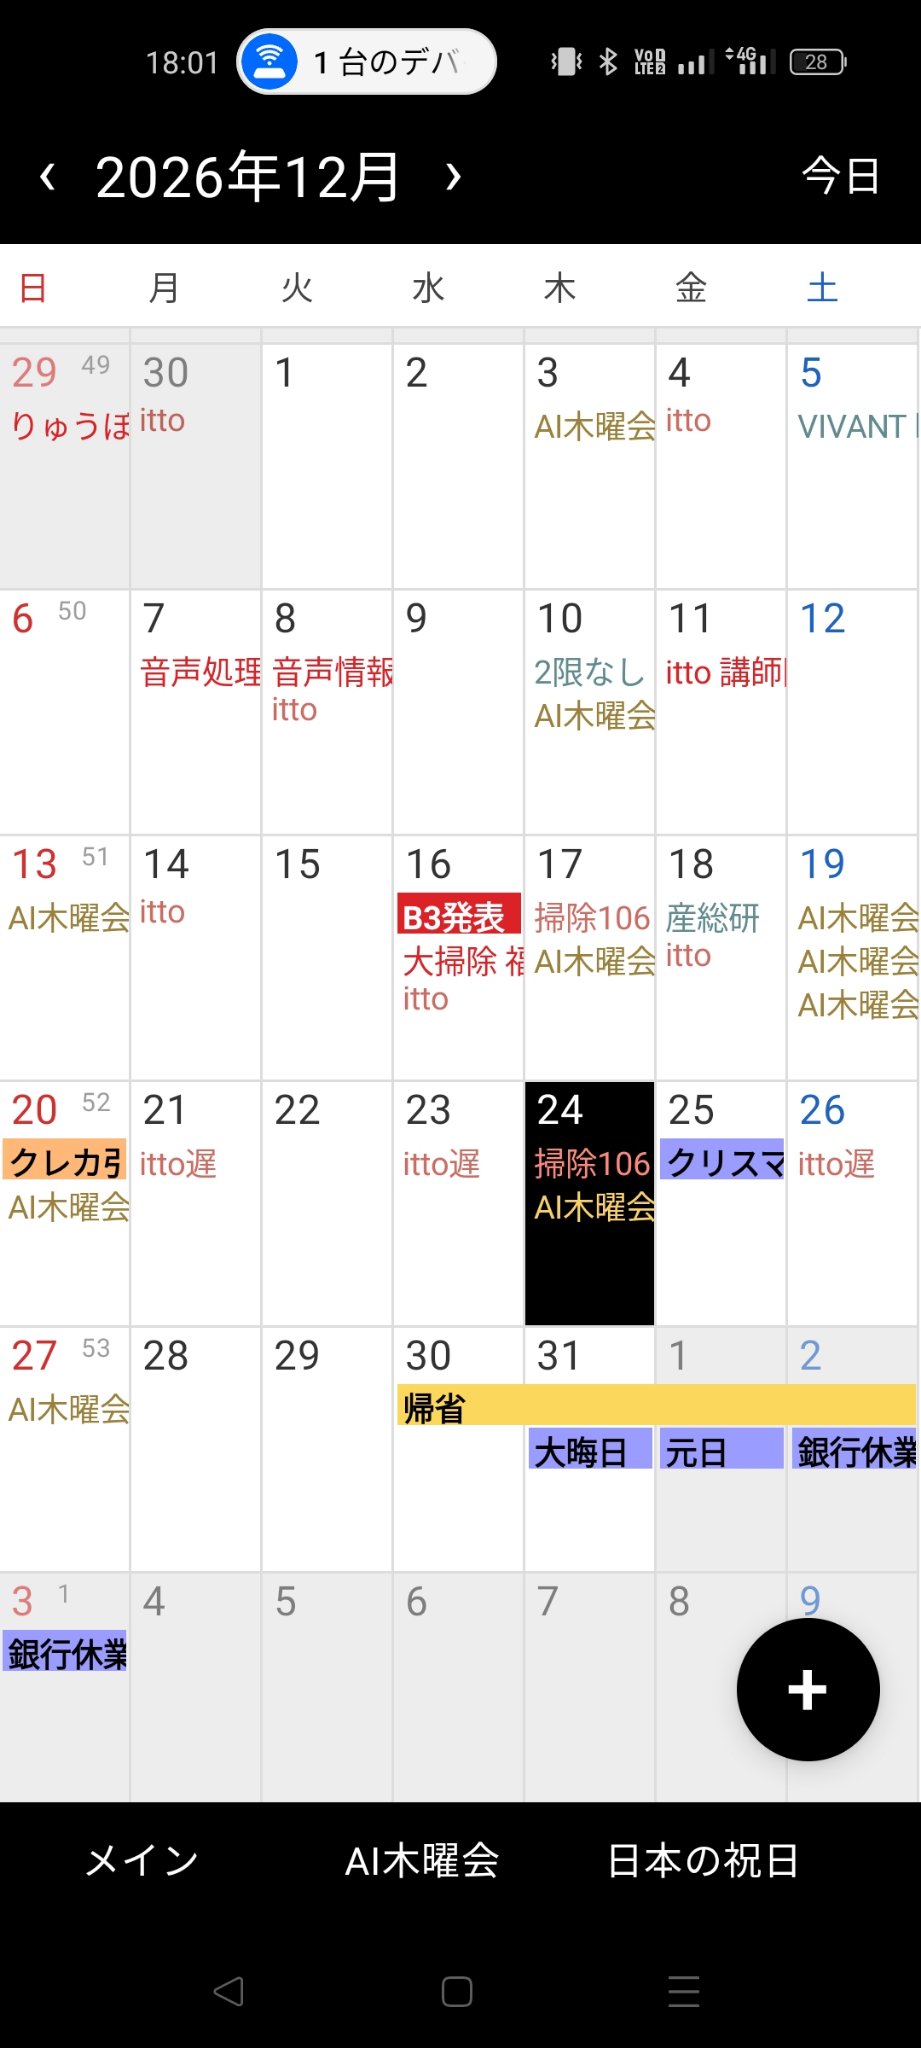 18:01 1 台のデバ VoD LTE 2 4G 28
‹ 2026年12月 › 今日
日 月 火 水 木 金 土
29 49 30 1 2 3 4 5
りゅうぼ itto AI木曜会 itto VIVANT
6 50 7 8 9 10 11 12
音声処理 音声情報 2限なし itto 講師
itto AI木曜会
13 51 14 15 16 17 18 19
AI木曜会 itto B3発表 掃除106 産総研 AI木曜会
大掃除 AI木曜会 itto AI木曜会
itto AI木曜会
20 52 21 22 23 24 25 26
クレカ引 itto遅 itto遅 掃除106 クリスマ itto遅
AI木曜会 AI木曜会
27 53 28 29 30 31 1 2
AI木曜会 帰省
大晦日 元日 銀行休業
3 1 4 5 6 7 8 9
銀行休業
+
メイン AI木曜会 日本の祝日